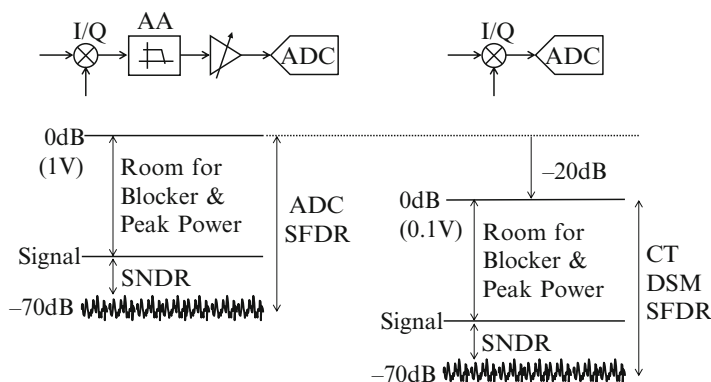 I/Q
AA
ADC
I/Q
ADC
0dB
(1V)
Room for
Blocker &
Peak Power
ADC
SFDR
Signal
SNDR
–70dB
–20dB
0dB
(0.1V)
Room for
Blocker &
Peak Power
CT
DSM
SFDR
Signal
SNDR
–70dB